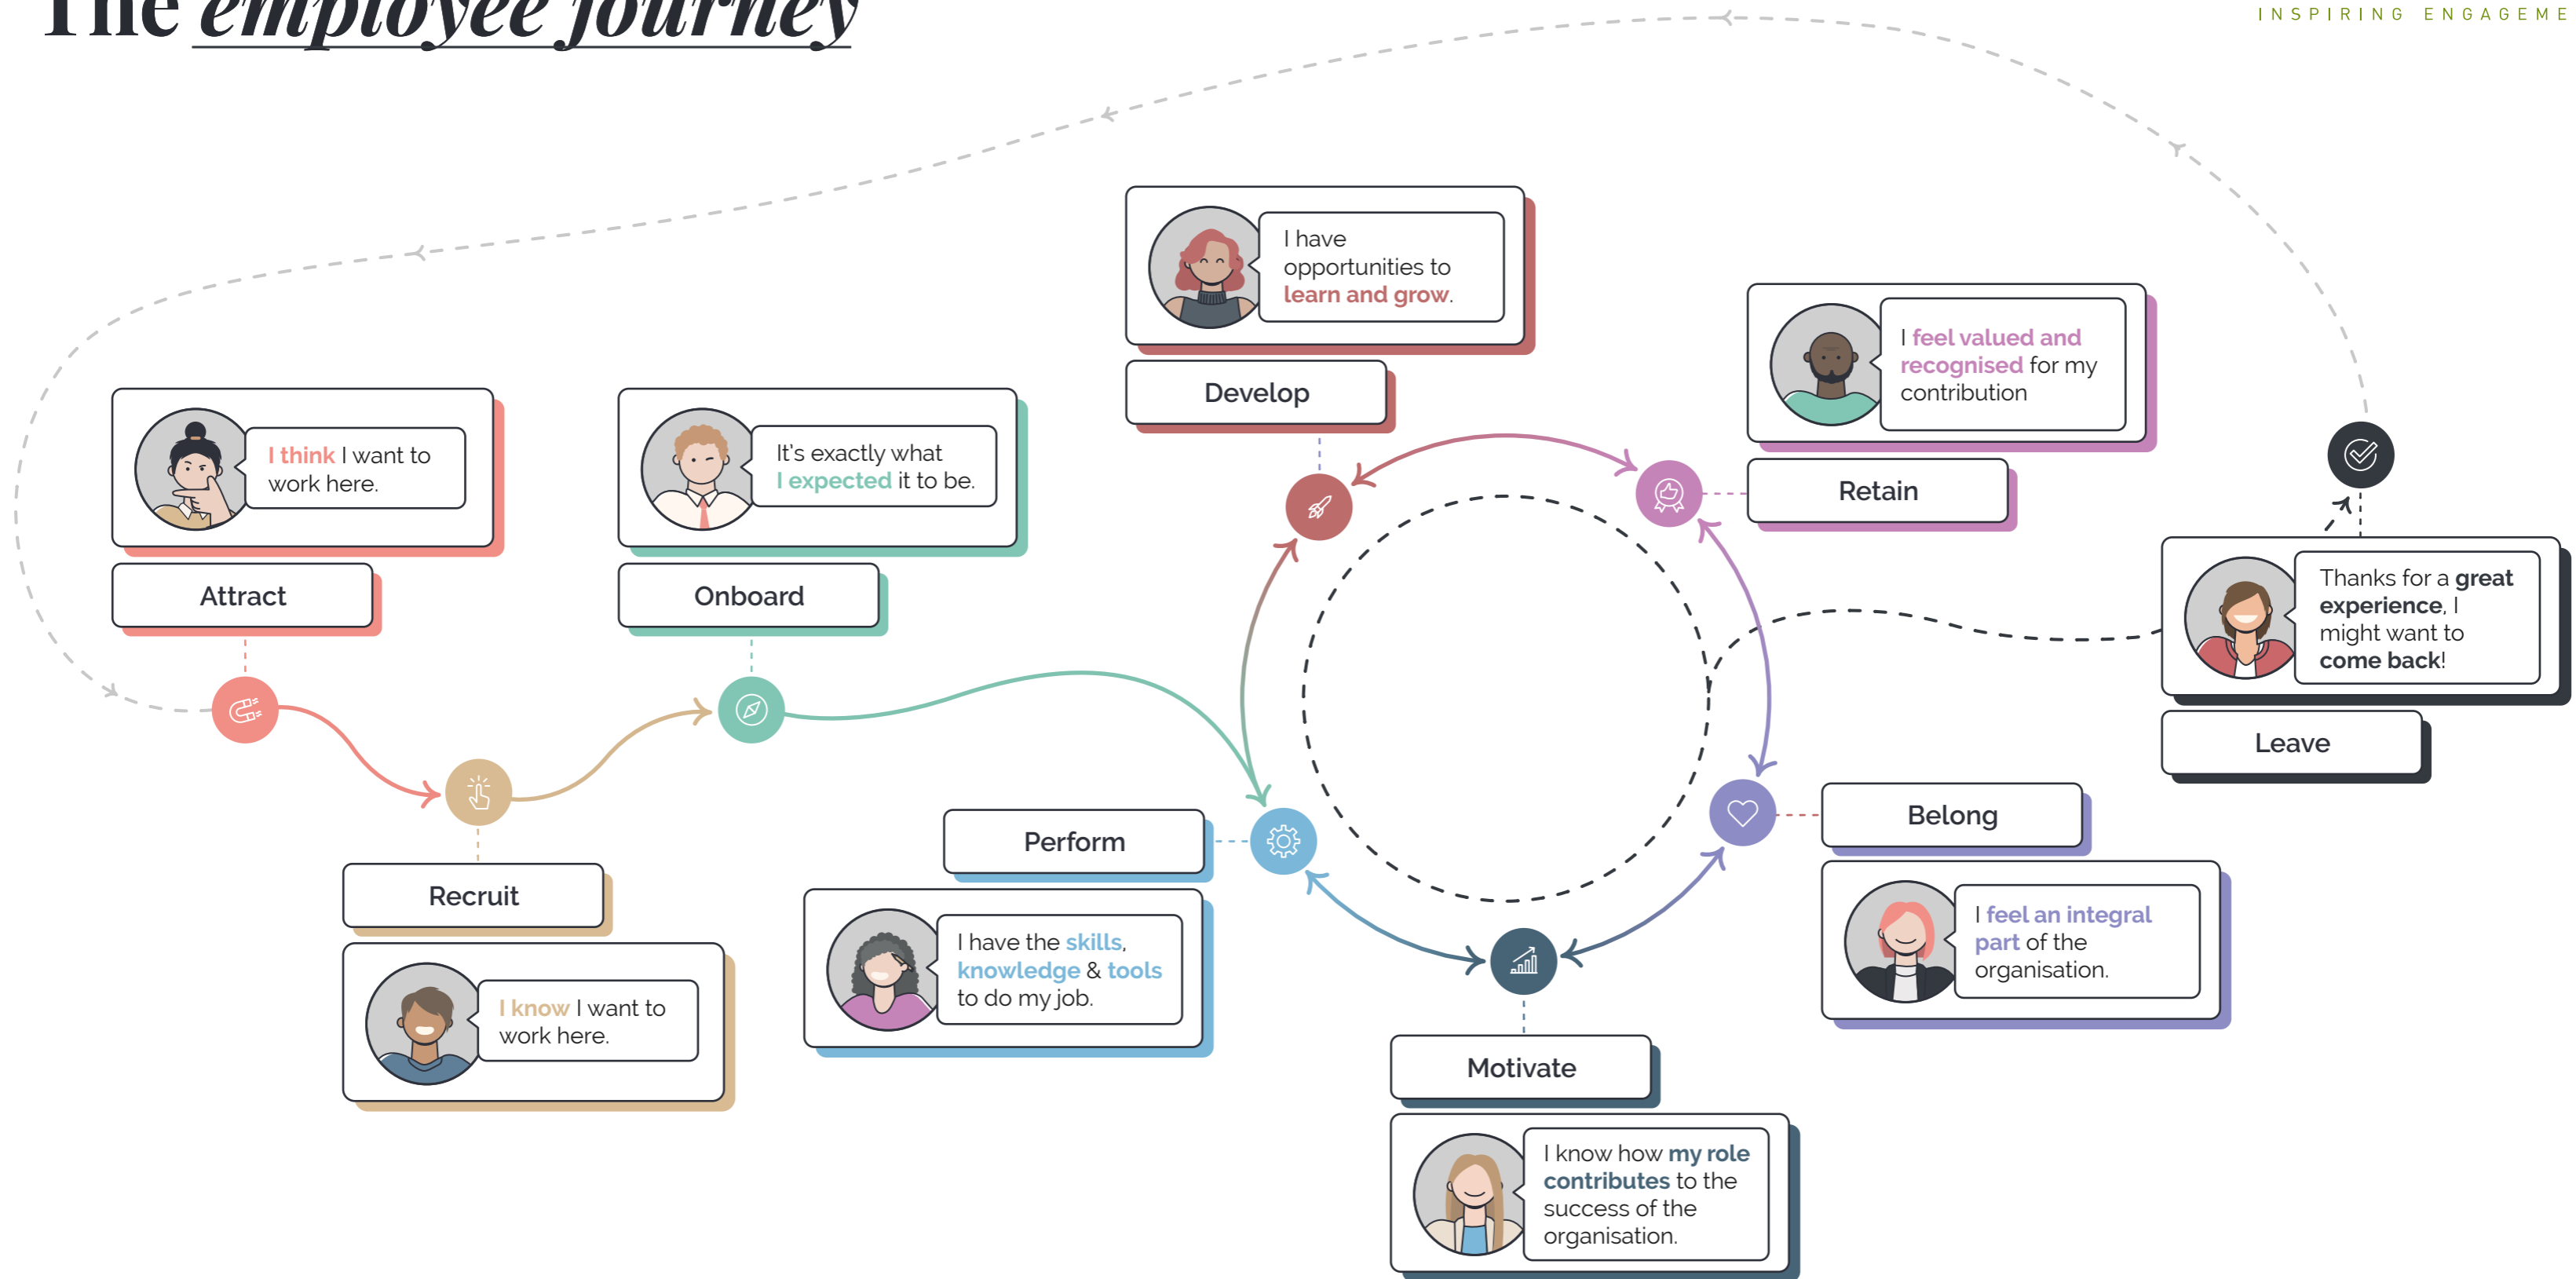 The employee journey
INSPIRING ENGAGEME
I have
opportunities to
learn and grow.
Develop
I feel valued and
recognised for my
contribution
Retain
I think I want to
work here.
Attract
It's exactly what
I expected it to be.
Onboard
Thanks for a great
experience, I
might want to
come back!
Leave
Perform
I have the skills,
knowledge & tools
to do my job.
Belong
I feel an integral
part of the
organisation.
Recruit
I know I want to
work here.
Motivate
I know how my role
contributes to the
success of the
organisation.